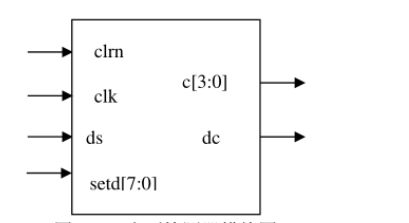 clrn
c[3:0]
clk
ds
dc
setd[7:0]